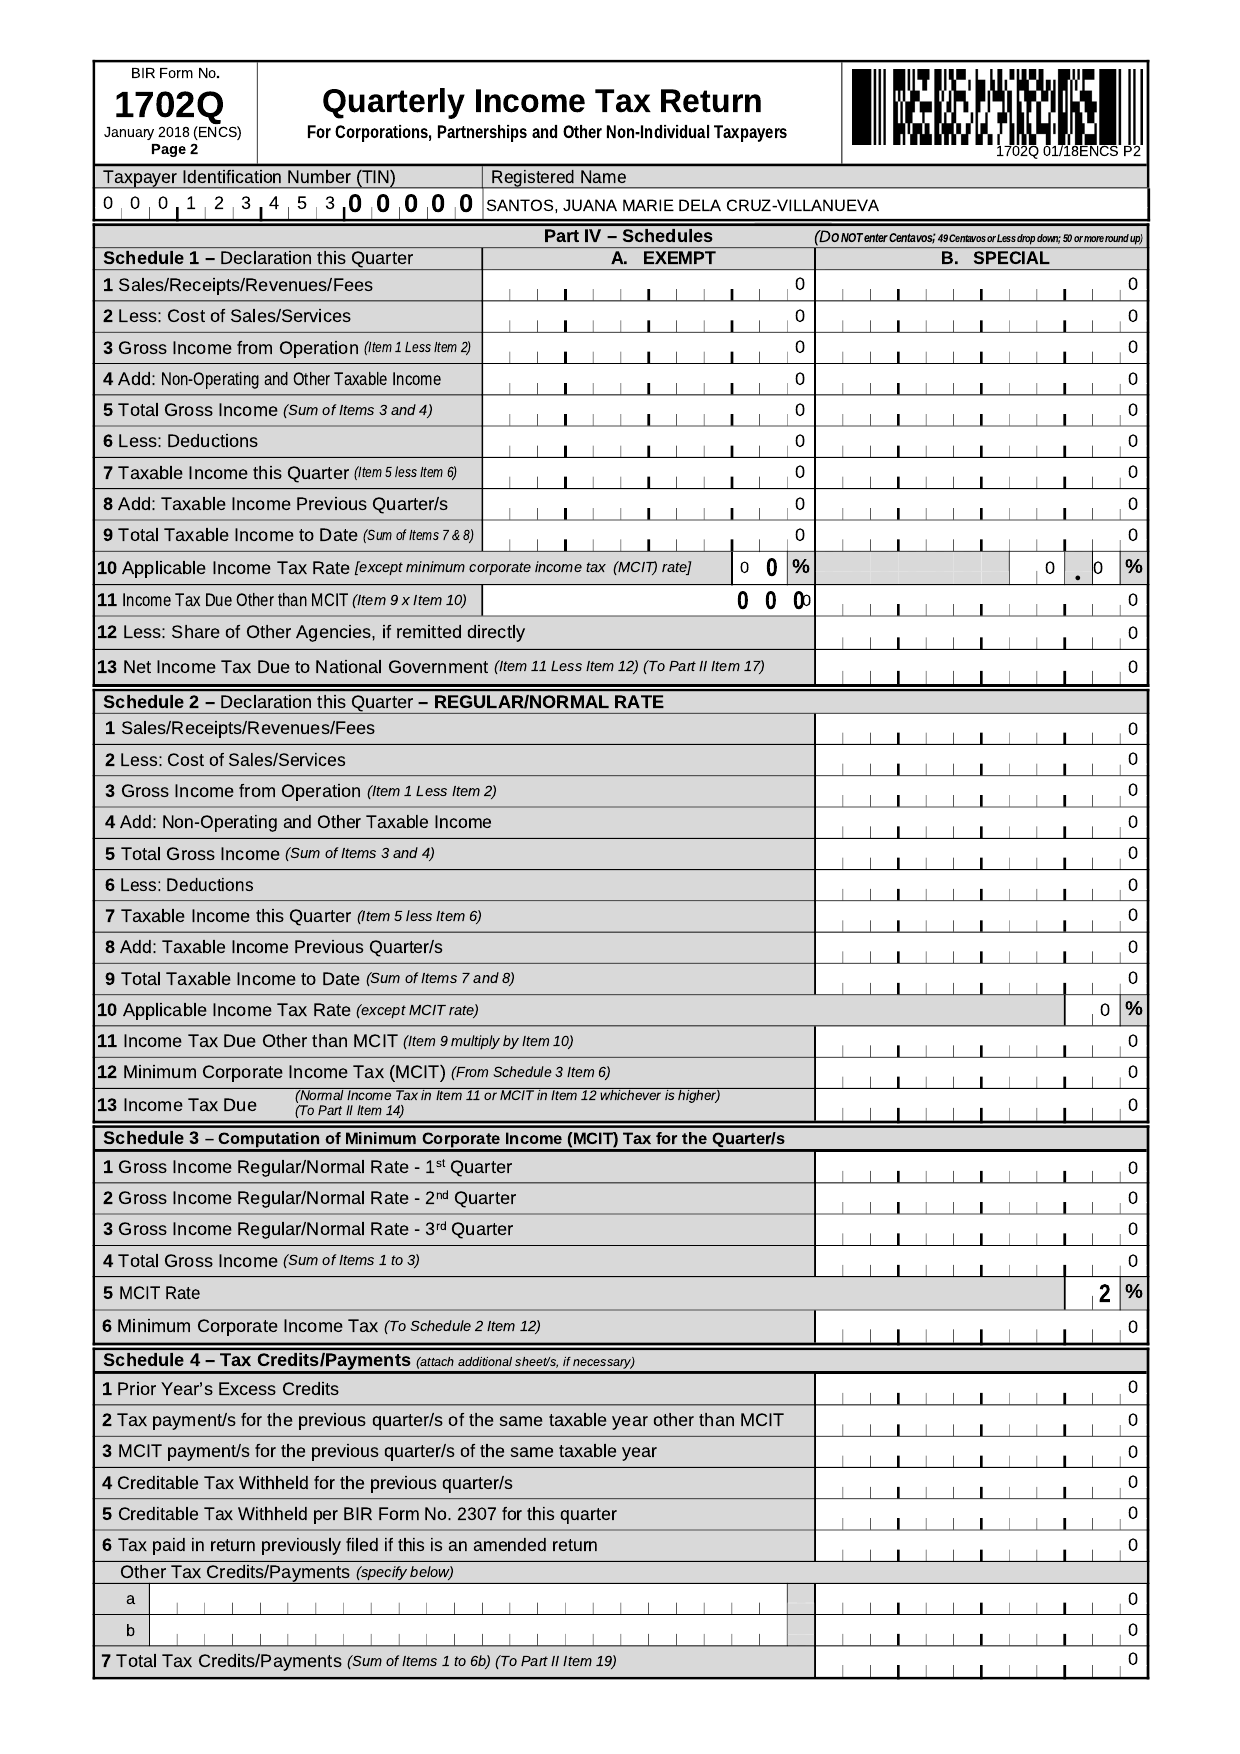 BIR Form No.
1702Q
January 2018 (ENCS)
Page 2
Quarterly Income Tax Return
For Corporations, Partnerships and Other Non-Individual Taxpayers
1702Q 01/18ENCS P2
Taxpayer Identification Number (TIN) Registered Name
0 0 0 1 2 3 4 5 3 0 0 0 0 0 SANTOS, JUANA MARIE DELA CRUZ-VILLANUEVA
Part IV – Schedules (Do NOT enter Centavos; 49 Centavos or Less drop down; 50 or more round up)
Schedule 1 – Declaration this Quarter A. EXEMPT B. SPECIAL
1 Sales/Receipts/Revenues/Fees 0 0
2 Less: Cost of Sales/Services 0 0
3 Gross Income from Operation (Item 1 Less Item 2) 0 0
4 Add: Non-Operating and Other Taxable Income 0 0
5 Total Gross Income (Sum of Items 3 and 4) 0 0
6 Less: Deductions 0 0
7 Taxable Income this Quarter (Item 5 less Item 6) 0 0
8 Add: Taxable Income Previous Quarter/s 0 0
9 Total Taxable Income to Date (Sum of Items 7 & 8) 0 0
10 Applicable Income Tax Rate [except minimum corporate income tax (MCIT) rate] 0 0 % 0 . 0 %
11 Income Tax Due Other than MCIT (Item 9 x Item 10) 0 0 0 0 0
12 Less: Share of Other Agencies, if remitted directly 0
13 Net Income Tax Due to National Government (Item 11 Less Item 12) (To Part II Item 17) 0
Schedule 2 – Declaration this Quarter – REGULAR/NORMAL RATE
1 Sales/Receipts/Revenues/Fees 0
2 Less: Cost of Sales/Services 0
3 Gross Income from Operation (Item 1 Less Item 2) 0
4 Add: Non-Operating and Other Taxable Income 0
5 Total Gross Income (Sum of Items 3 and 4) 0
6 Less: Deductions 0
7 Taxable Income this Quarter (Item 5 less Item 6) 0
8 Add: Taxable Income Previous Quarter/s 0
9 Total Taxable Income to Date (Sum of Items 7 and 8) 0
10 Applicable Income Tax Rate (except MCIT rate) 0 %
11 Income Tax Due Other than MCIT (Item 9 multiply by Item 10) 0
12 Minimum Corporate Income Tax (MCIT) (From Schedule 3 Item 6) 0
13 Income Tax Due (Normal Income Tax in Item 11 or MCIT in Item 12 whichever is higher) 0
(To Part II Item 14)
Schedule 3 – Computation of Minimum Corporate Income (MCIT) Tax for the Quarter/s
1 Gross Income Regular/Normal Rate - 1st Quarter 0
2 Gross Income Regular/Normal Rate - 2nd Quarter 0
3 Gross Income Regular/Normal Rate - 3rd Quarter 0
4 Total Gross Income (Sum of Items 1 to 3) 0
5 MCIT Rate 2 %
6 Minimum Corporate Income Tax (To Schedule 2 Item 12) 0
Schedule 4 – Tax Credits/Payments (attach additional sheet/s, if necessary)
1 Prior Year’s Excess Credits 0
2 Tax payment/s for the previous quarter/s of the same taxable year other than MCIT 0
3 MCIT payment/s for the previous quarter/s of the same taxable year 0
4 Creditable Tax Withheld for the previous quarter/s 0
5 Creditable Tax Withheld per BIR Form No. 2307 for this quarter 0
6 Tax paid in return previously filed if this is an amended return 0
Other Tax Credits/Payments (specify below)
a 0
b 0
7 Total Tax Credits/Payments (Sum of Items 1 to 6b) (To Part II Item 19) 0